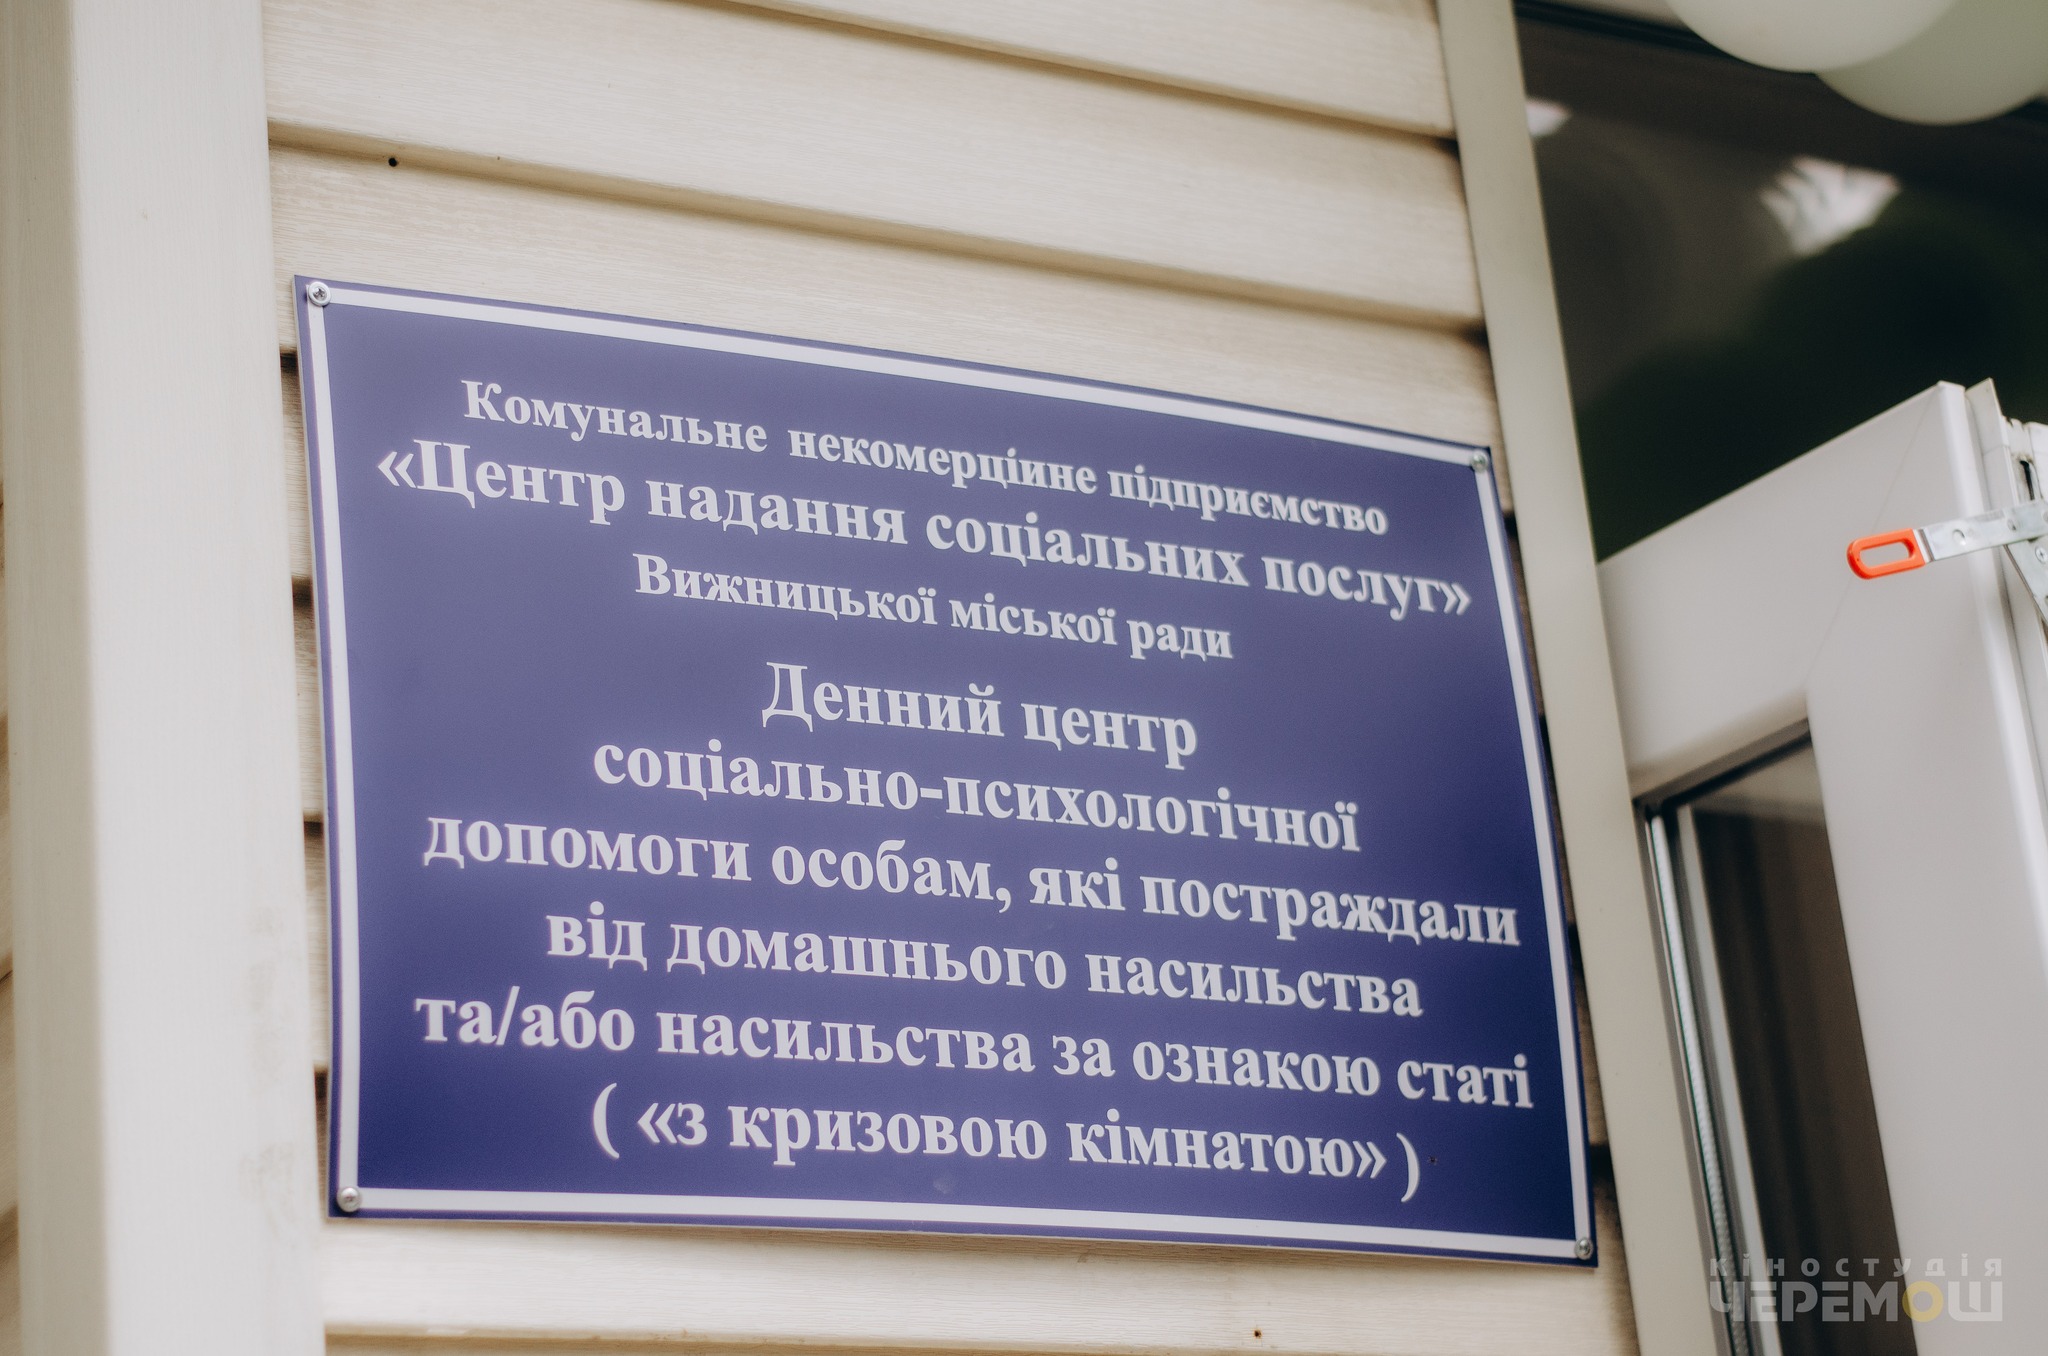 Комунальне некомерційне підприємство
«Центр надання соціальних послуг»
Вижницької міської ради
Денний центр
соціально-психологічної
допомоги особам, які постраждали
від домашнього насильства
та/або насильства за ознакою статі
( «з кризовою кімнатою» )
КІНОСТУДІЯ
ЧЕРЕМОШ